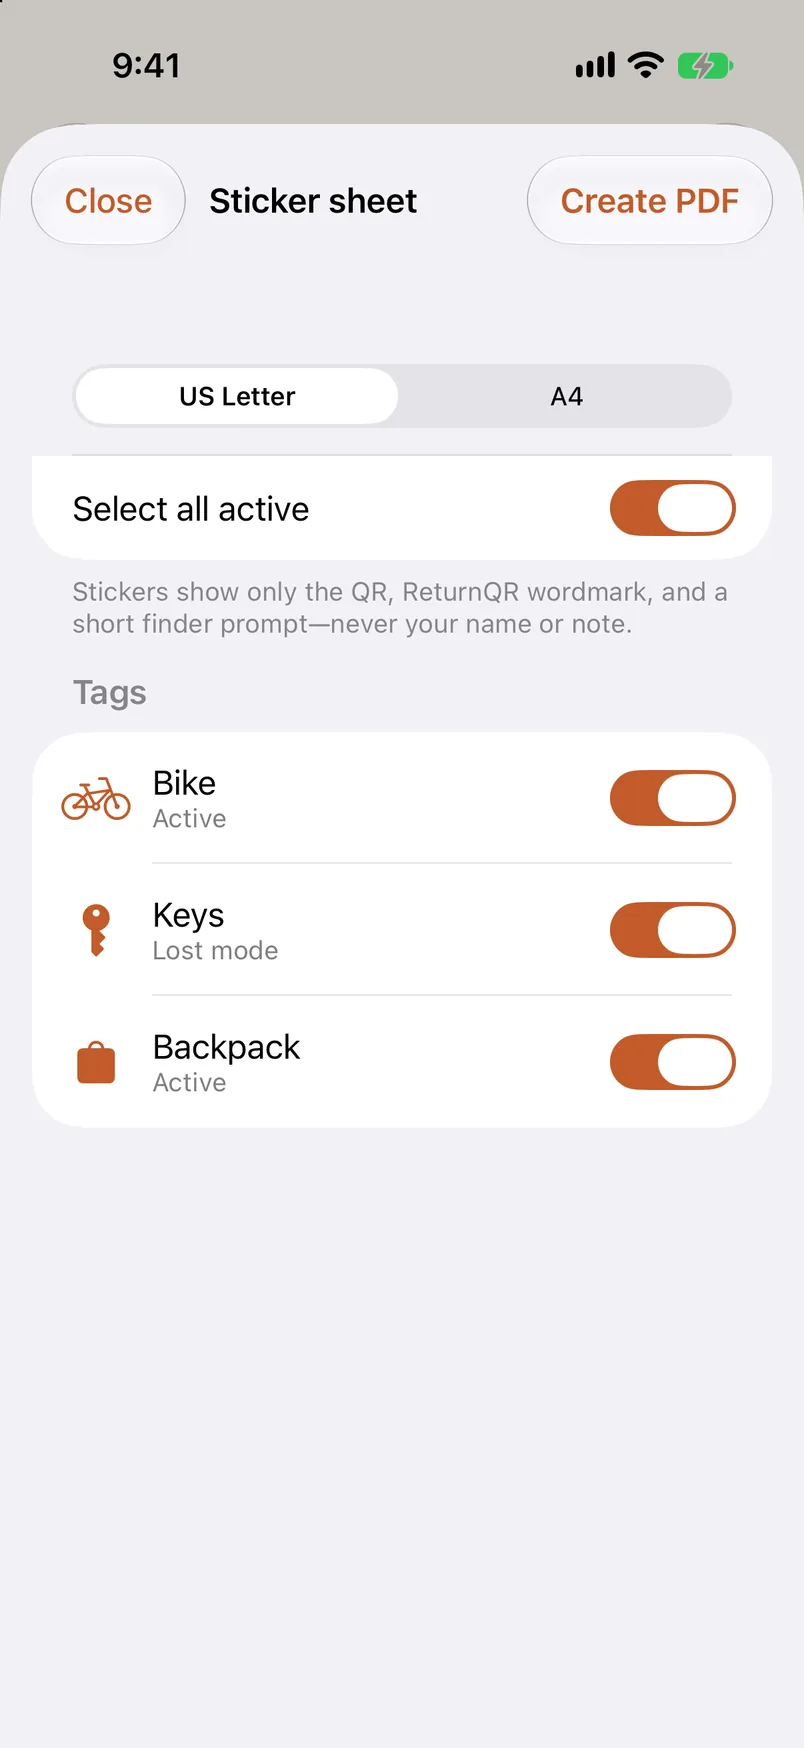 9:41
Close
Sticker sheet
Create PDF
US Letter
A4
Select all active
Stickers show only the QR, ReturnQR wordmark, and a
short finder prompt—never your name or note.
Tags
Bike
Active
Keys
Lost mode
Backpack
Active